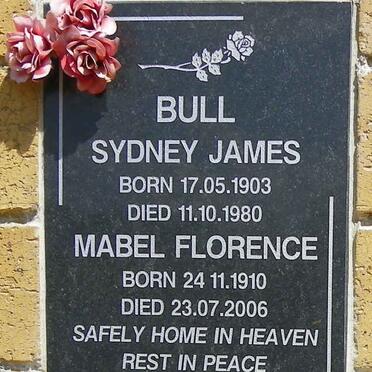 BULL
SYDNEY JAMES
BORN 17.05.1903
DIED 11.10.1980
MABEL FLORENCE
BORN 24 11.1910
DIED 23.07.2006
SAFELY HOME IN HEAVEN
REST IN PEACE